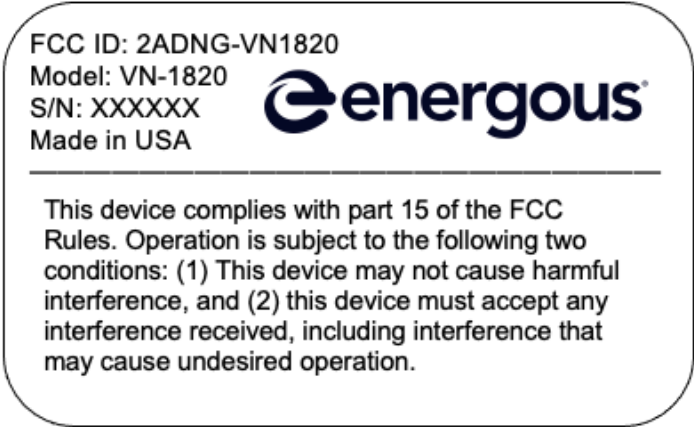 FCC ID: 2ADNG-VN1820
Model: VN-1820
S/N: XXXXXX
Made in USA
energous®
This device complies with part 15 of the FCC
Rules. Operation is subject to the following two
conditions: (1) This device may not cause harmful
interference, and (2) this device must accept any
interference received, including interference that
may cause undesired operation.